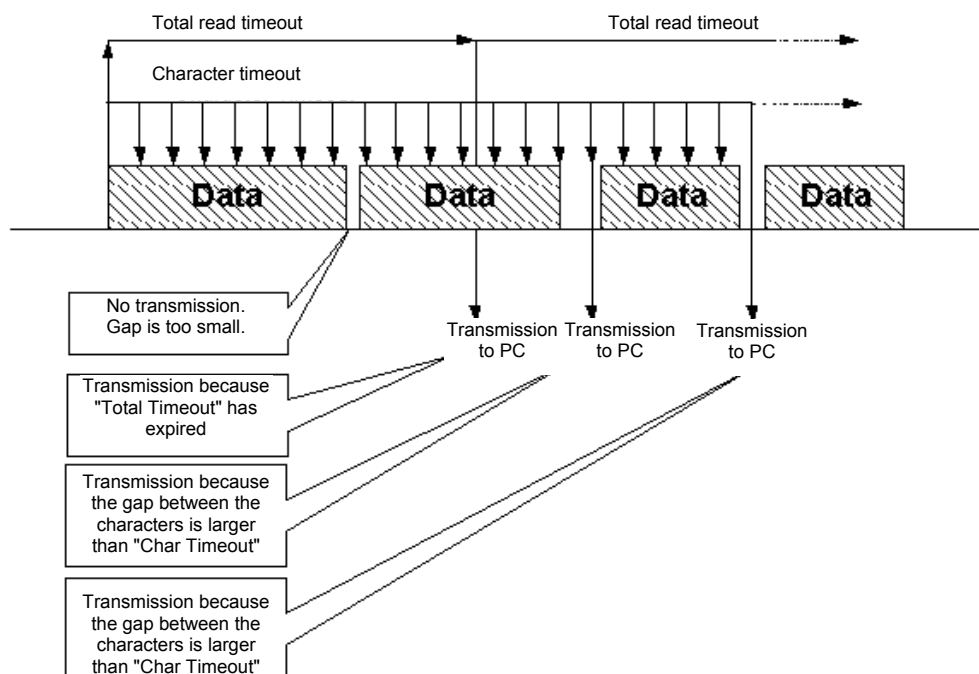 Total read timeout
Total read timeout
Character timeout
Data
Data
Data
Data
No transmission.
Gap is too small.
Transmission
to PC
Transmission
to PC
Transmission
to PC
Transmission because
"Total Timeout" has
expired
Transmission because
the gap between the
characters is larger
than "Char Timeout"
Transmission because
the gap between the
characters is larger
than "Char Timeout"